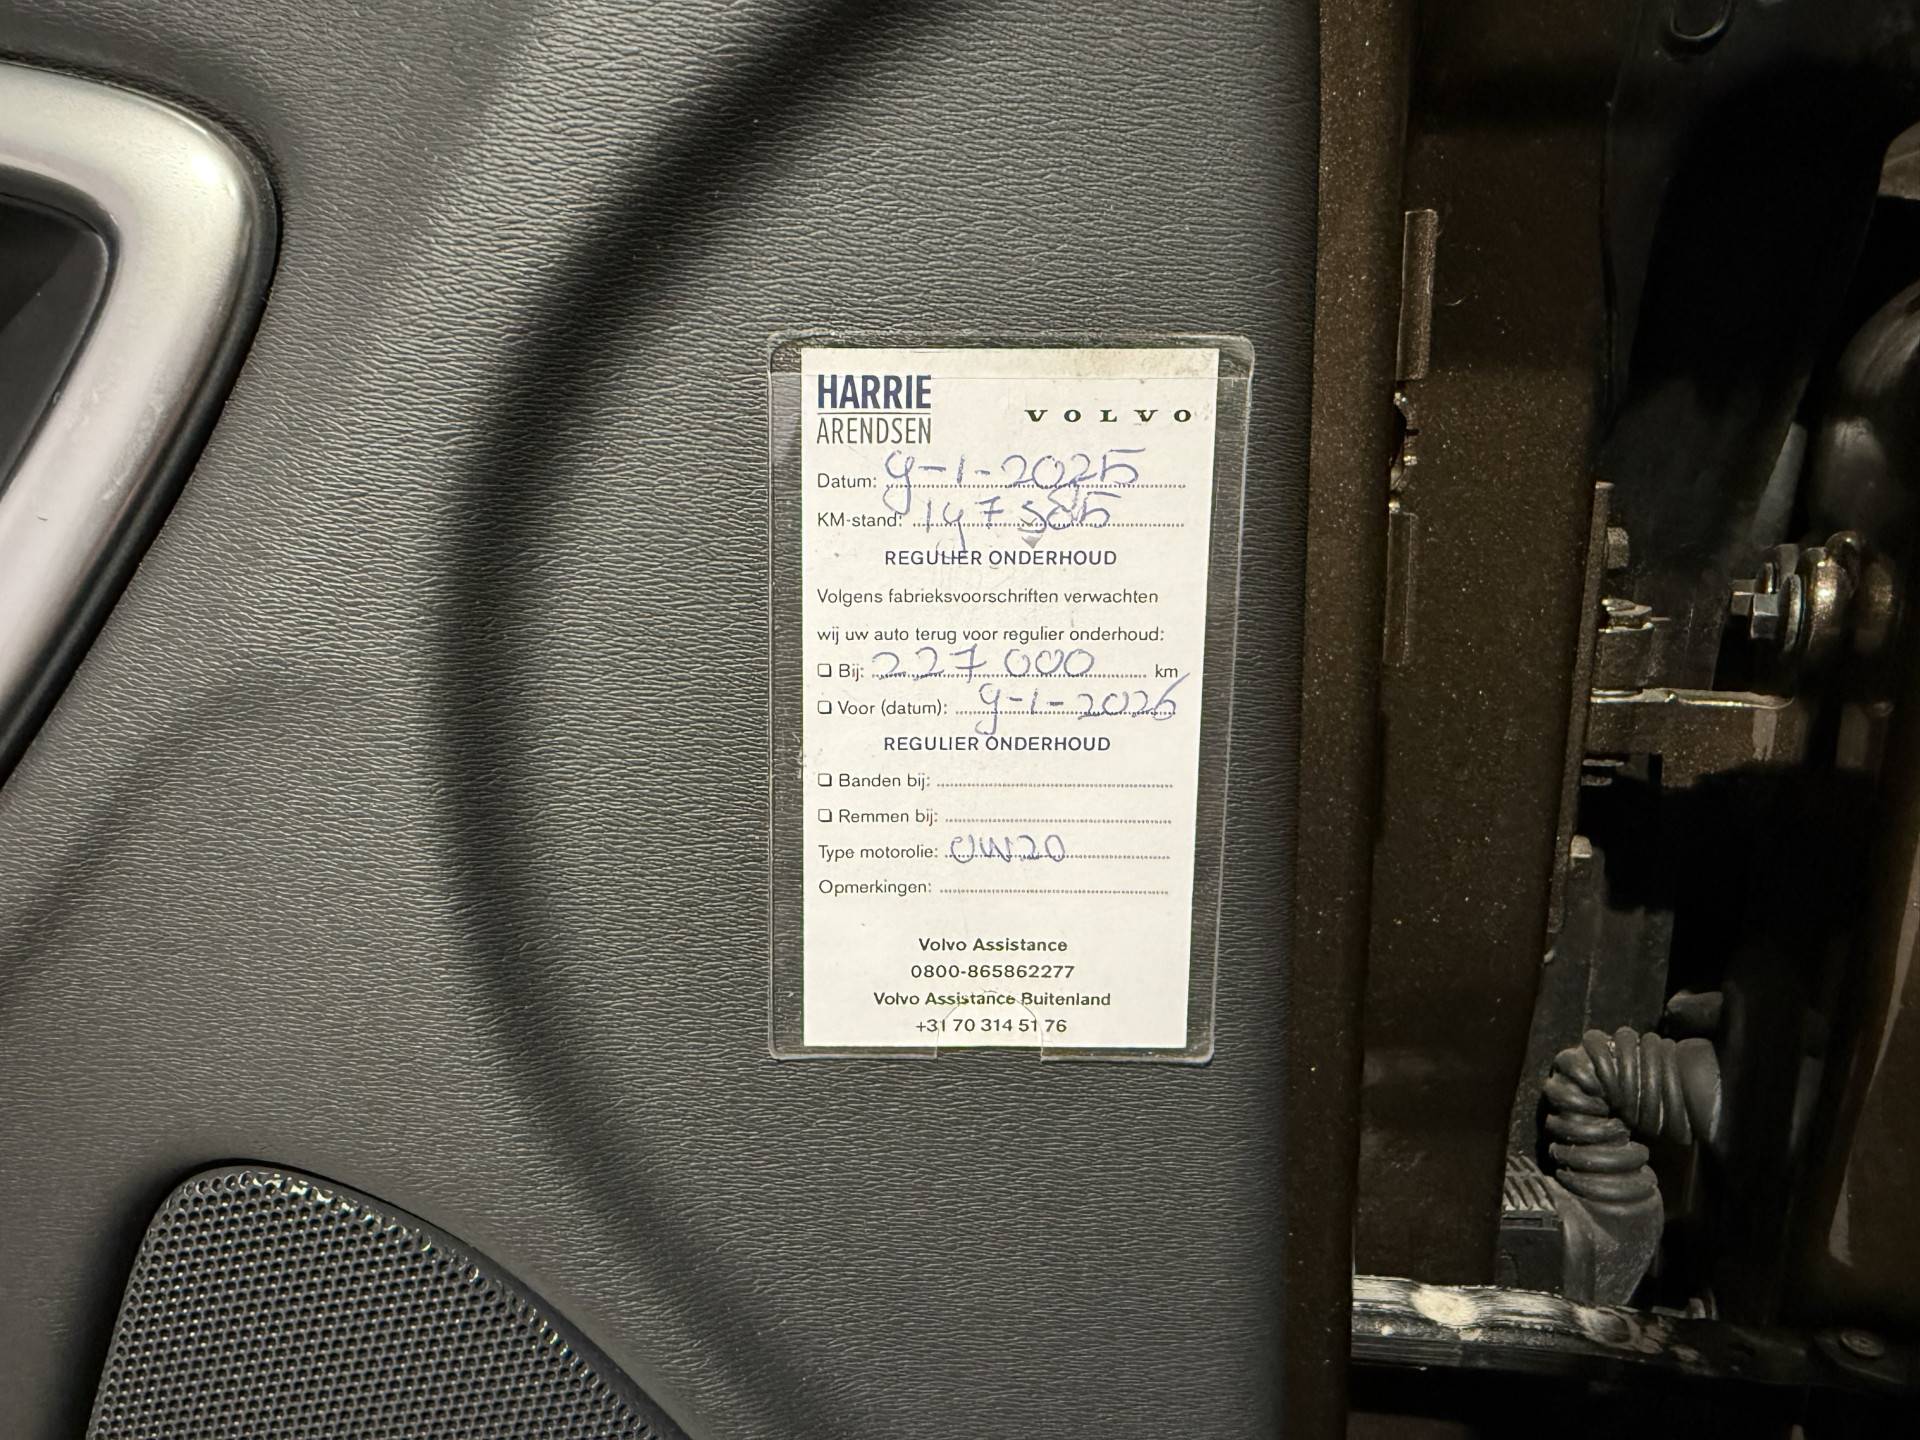 HARRIE
ARENDSEN
VOLVO
Datum: 9-1-2025
KM-stand:
REGULIER ONDERHOUD
Volgens fabrieksvoorschriften verwachten
wij uw auto terug voor regulier onderhoud:
Bij: 227 000 km
Voor (datum): 9-1-2026
REGULIER ONDERHOUD
Banden bij:
Remmen bij:
Type motorolie: 0W20
Opmerkingen:
Volvo Assistance
0800-865862277
Volvo Assistance Buitenland
+31 70 314 51 76